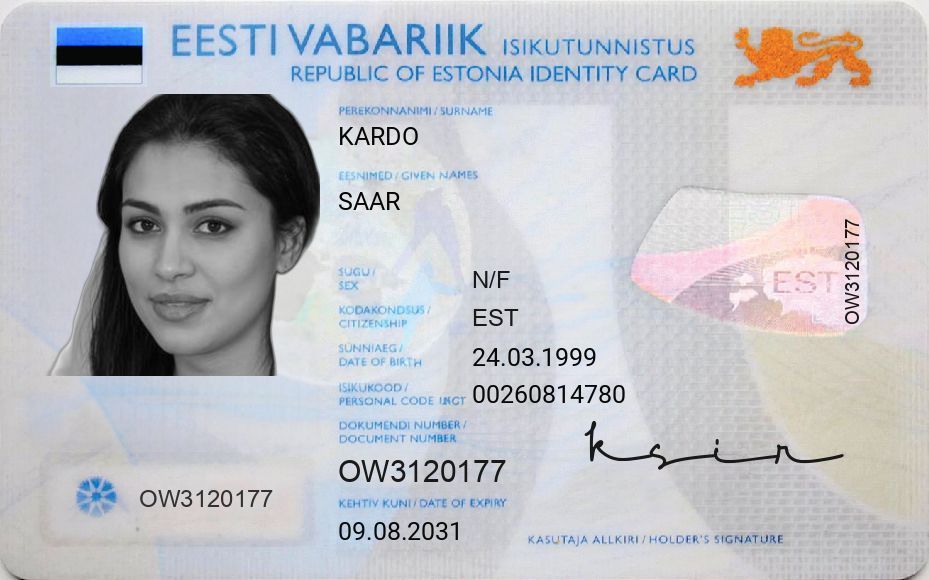 EESTI VABARIIK ISIKUTUNNISTUS
REPUBLIC OF ESTONIA IDENTITY CARD
PEREKONNANIMI / SURNAME
KARDO
EESNIMED / GIVEN NAMES
SAAR
SUGU /
SEX
N/F
KODAKONDSUS /
CITIZENSHIP
EST
SÜNNIAEG /
DATE OF BIRTH
24.03.1999
ISIKUKOOD /
PERSONAL CODE
00260814780
DOKUMENDI NUMBER /
DOCUMENT NUMBER
OW3120177
KEHTIV KUNI / DATE OF EXPIRY
09.08.2031
OW3120177
EST
OW3120177
KASUTAJA ALLKIRI / HOLDER'S SIGNATURE